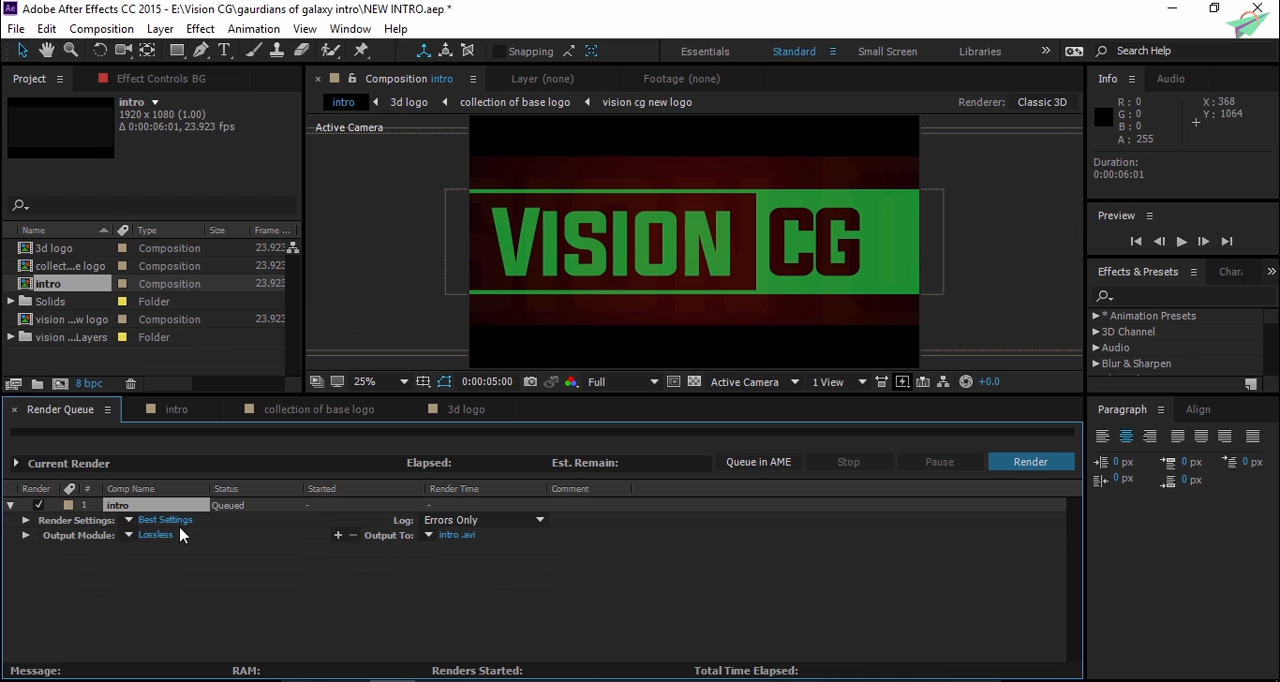 Adobe After Effects CC 2015 - E:\Vision CG\gaurdians of galaxy intro\NEW INTRO.aep *
File Edit Composition Layer Effect Animation View Window Help
Snapping Essentials Standard Small Screen Libraries Search Help
Project Effect Controls BG
Composition intro Layer (none) Footage (none)
Info Audio
intro
1920 x 1080 (1.00)
Δ 0:00:06:01, 23.923 fps
intro 3d logo collection of base logo vision cg new logo Renderer: Classic 3D
Active Camera
VISION CG
R: 0
G: 0
B: 0
A: 255
X: 368
Y: 1064
Duration:
0:00:06:01
Preview
Effects & Presets Char
* Animation Presets
3D Channel
Audio
Blur & Sharpen
Name Type Size Frame ...
3d logo Composition 23.923
collect...e logo Composition 23.923
intro Composition 23.923
Solids Folder
vision ...w logo Composition 23.923
vision ...Layers Folder
8 bpc
25% 0:00:05:00 Full Active Camera 1 View +0.0
Render Queue intro collection of base logo 3d logo
Current Render Elapsed: Est. Remain: Queue in AME Stop Pause Render
Render # Comp Name Status Started Render Time Comment
1 intro Queued - -
Render Settings: Best Settings Log: Errors Only
Output Module: Lossless Output To: intro .avi
Message: RAM: Renders Started: Total Time Elapsed:
Paragraph Align
0 px 0 px 0 px
0 px 0 px